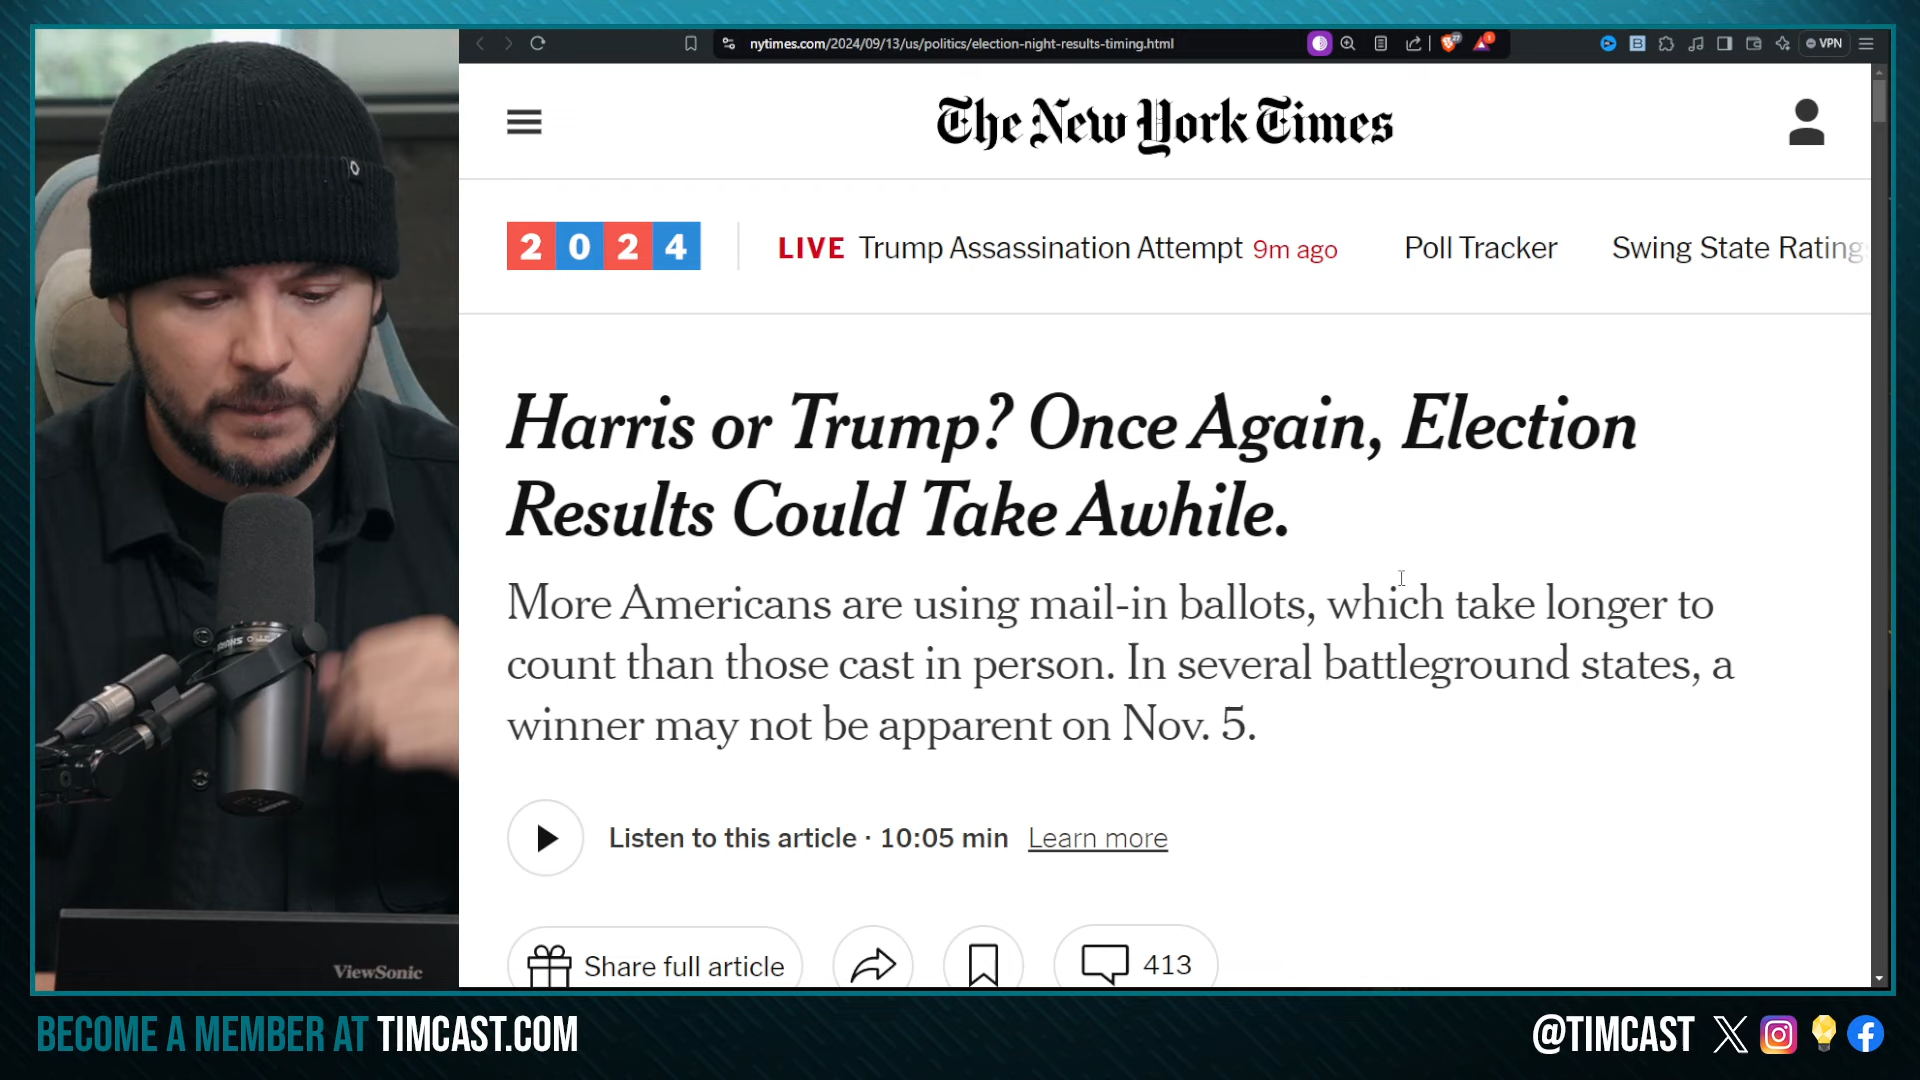 nytimes.com/2024/09/13/us/politics/election-night-results-timing.html
VPN
The New York Times
2024
LIVE Trump Assassination Attempt 9m ago
Poll Tracker
Swing State Rating
Harris or Trump? Once Again, Election
Results Could Take Awhile.
More Americans are using mail-in ballots, which take longer to
count than those cast in person. In several battleground states, a
winner may not be apparent on Nov. 5.
Listen to this article · 10:05 min Learn more
Share full article
413
ViewSonic
BECOME A MEMBER AT TIMCAST.COM
@TIMCAST